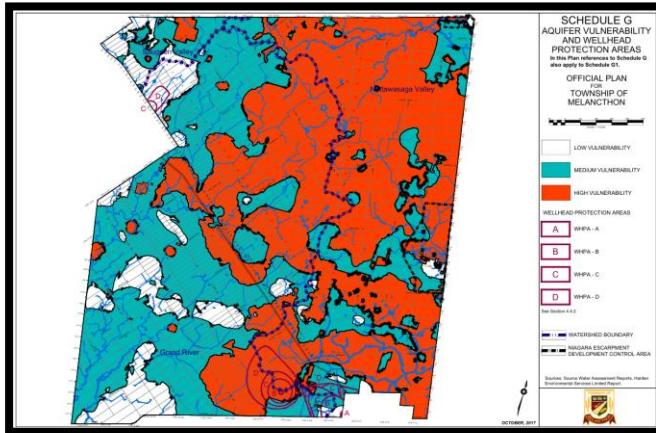 SCHEDULE G
AQUIFER VULNERABILITY
AND WELLHEAD
PROTECTION AREAS
In this Plan references to Schedule G
also apply to Schedule G1.
OFFICIAL PLAN
FOR
TOWNSHIP OF
MELANCTHON
LOW VULNERABILITY
MEDIUM VULNERABILITY
HIGH VULNERABILITY
WELLHEAD PROTECTION AREAS
A WHPA - A
B WHPA - B
C WHPA - C
D WHPA - D
See Section 4.4.2
WATERSHED BOUNDARY
NIAGARA ESCARPMENT
DEVELOPMENT CONTROL AREA
Sources: Source Water Assessment Reports, Harden
Environmental Services Limited Report.
OCTOBER, 2017
Valley
Nottawasaga Valley
D
C
Grand River
D
A